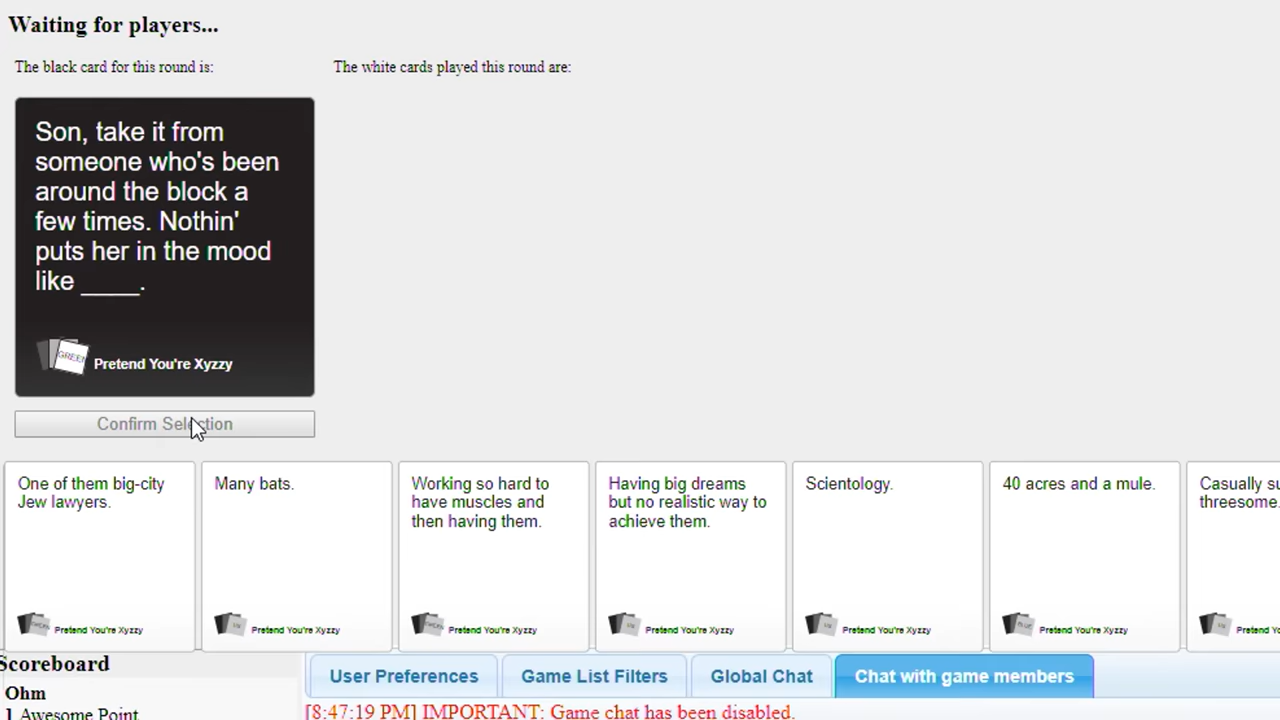 Waiting for players...
The black card for this round is:
The white cards played this round are:
Son, take it from
someone who's been
around the block a
few times. Nothin'
puts her in the mood
like ____.
Pretend You're Xyzzy
Confirm Selection
One of them big-city
Jew lawyers.
Pretend You're Xyzzy
Many bats.
Pretend You're Xyzzy
Working so hard to
have muscles and
then having them.
Pretend You're Xyzzy
Having big dreams
but no realistic way to
achieve them.
Pretend You're Xyzzy
Scientology.
Pretend You're Xyzzy
40 acres and a mule.
Pretend You're Xyzzy
Casually su
threesome.
Pretend Yo
Scoreboard
Ohm
1 Awesome Point
User Preferences
Game List Filters
Global Chat
Chat with game members
[8:47:19 PM] IMPORTANT: Game chat has been disabled.